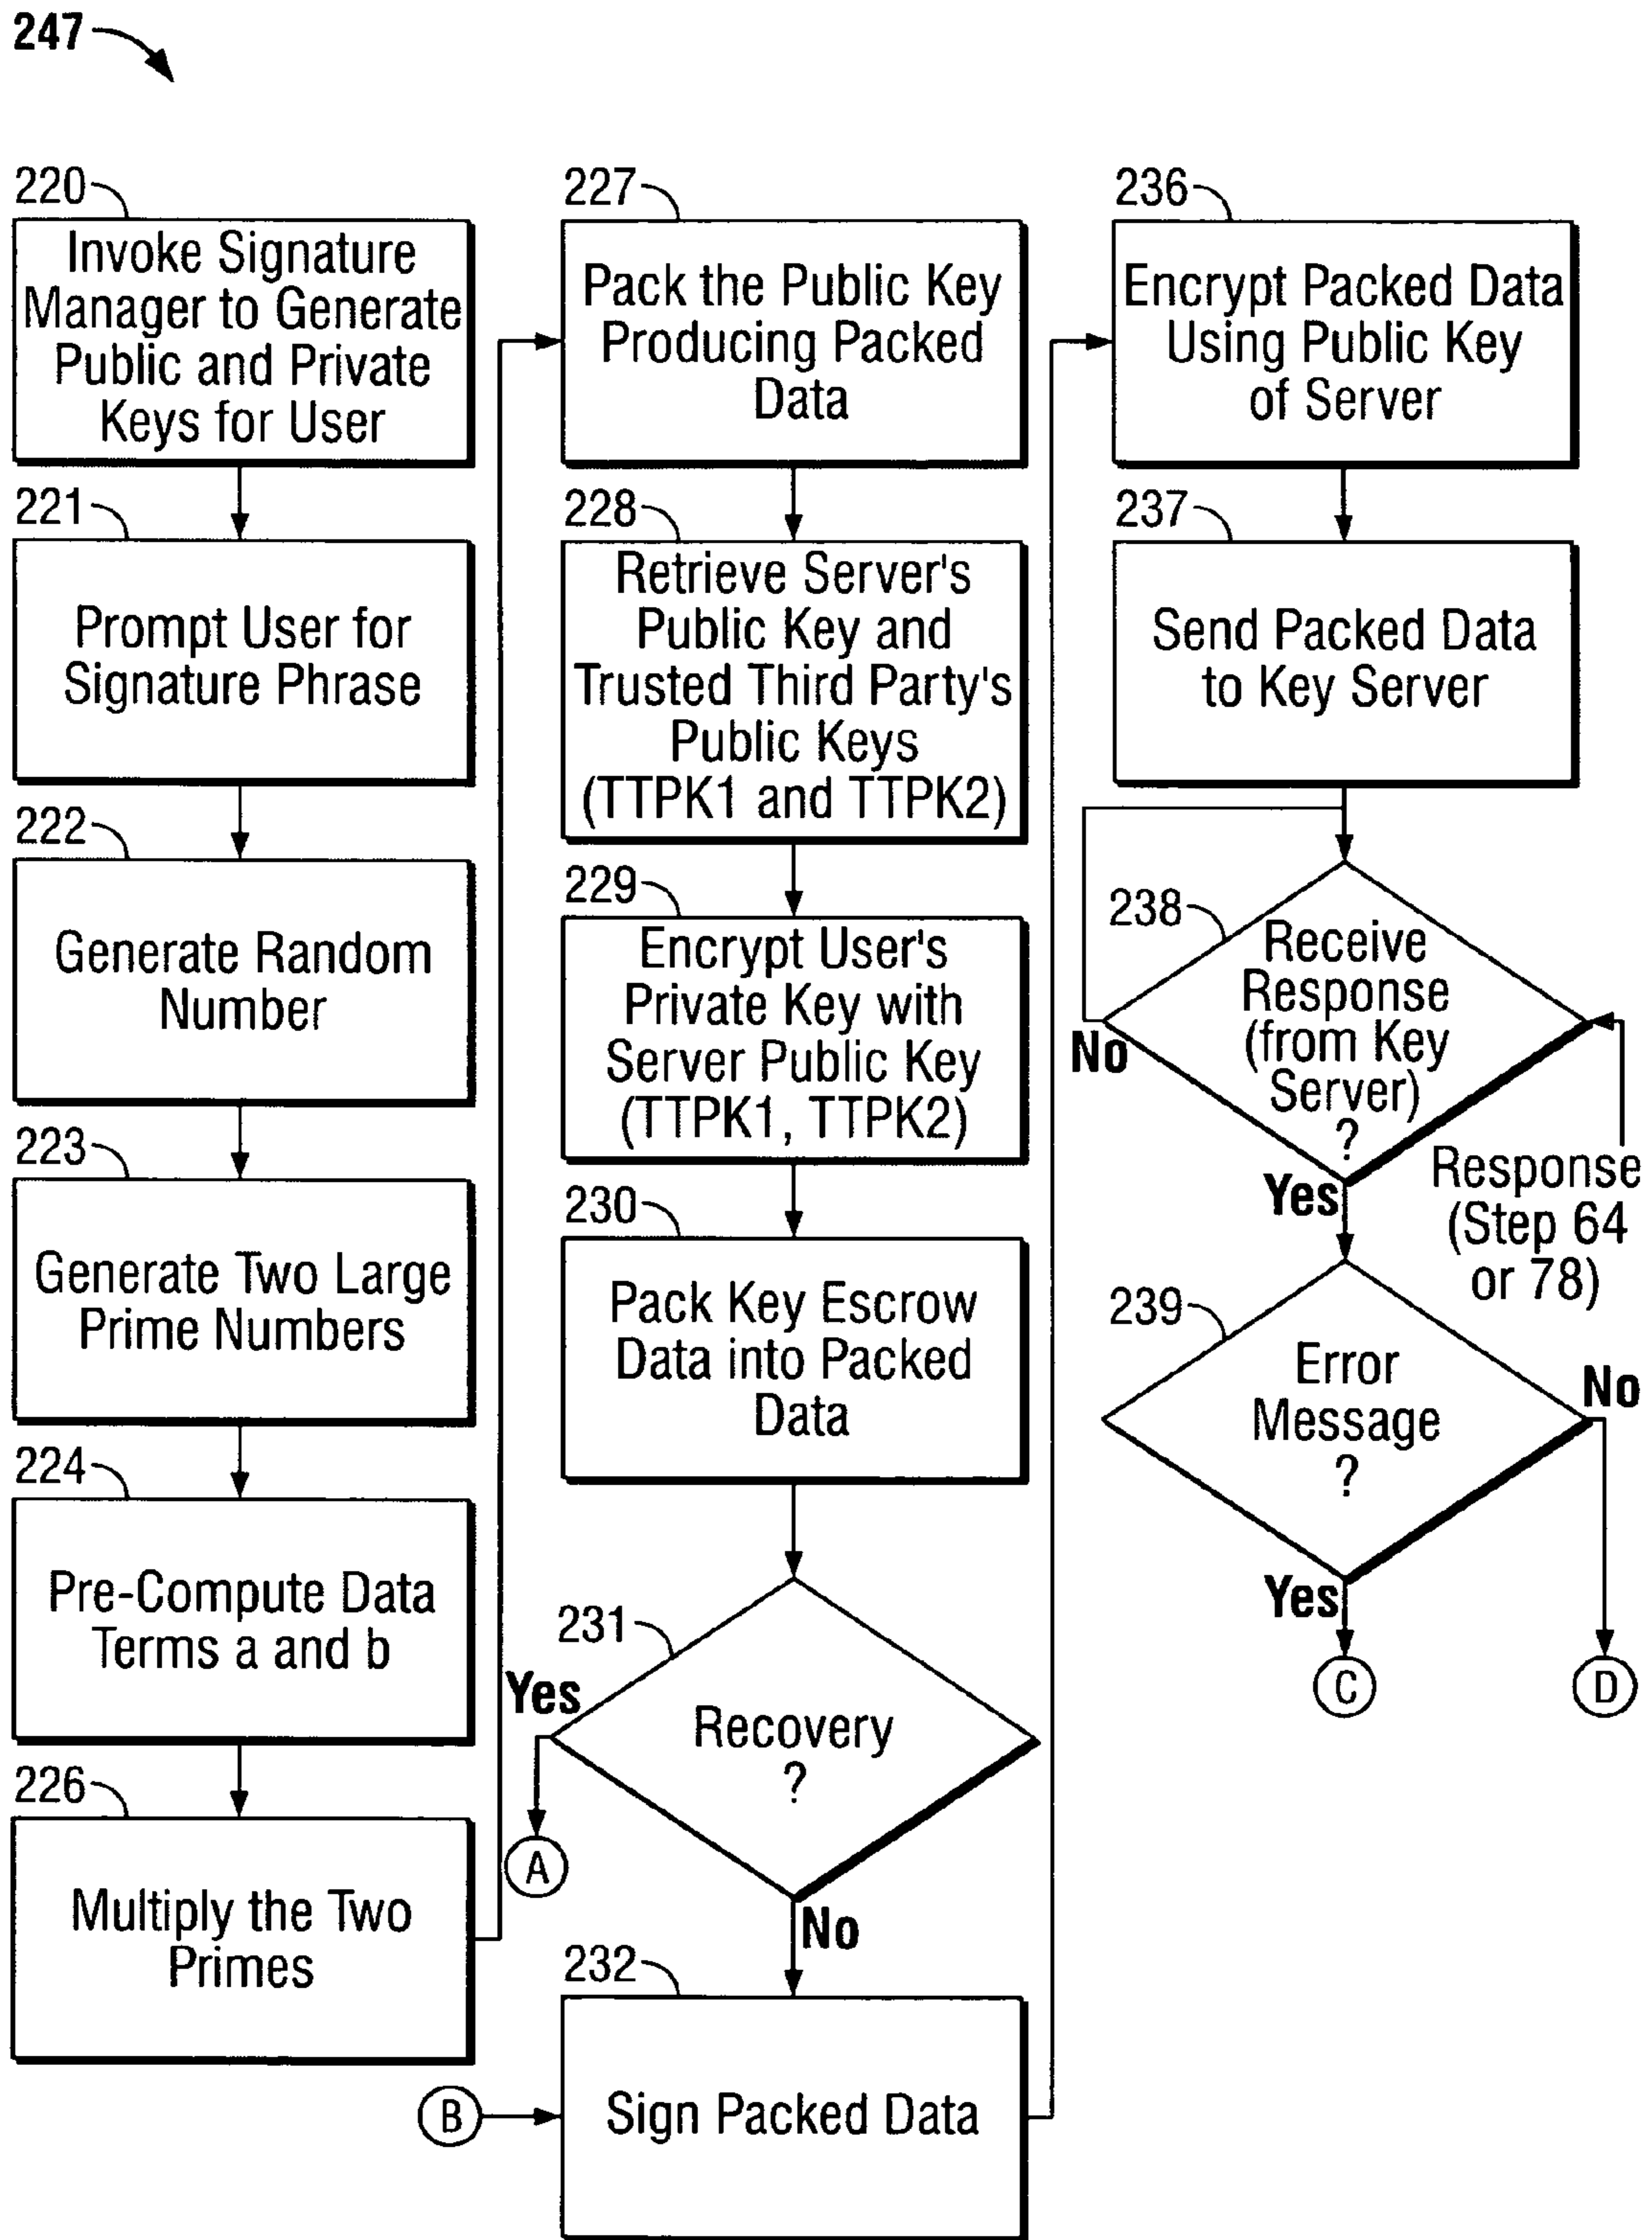 247
220
Invoke Signature
Manager to Generate
Public and Private
Keys for User
221
Prompt User for
Signature Phrase
222
Generate Random
Number
223
Generate Two Large
Prime Numbers
224
Pre-Compute Data
Terms a and b
226
Multiply the Two
Primes
227
Pack the Public Key
Producing Packed
Data
228
Retrieve Server's
Public Key and
Trusted Third Party's
Public Keys
(TTPK1 and TTPK2)
229
Encrypt User's
Private Key with
Server Public Key
(TTPK1, TTPK2)
230
Pack Key Escrow
Data into Packed
Data
231
Recovery
?
Yes
A
No
232
B
Sign Packed Data
236
Encrypt Packed Data
Using Public Key
of Server
237
Send Packed Data
to Key Server
238
Receive
Response
(from Key
Server)
?
No
Yes
Response
(Step 64
or 78)
239
Error
Message
?
No
Yes
C
D